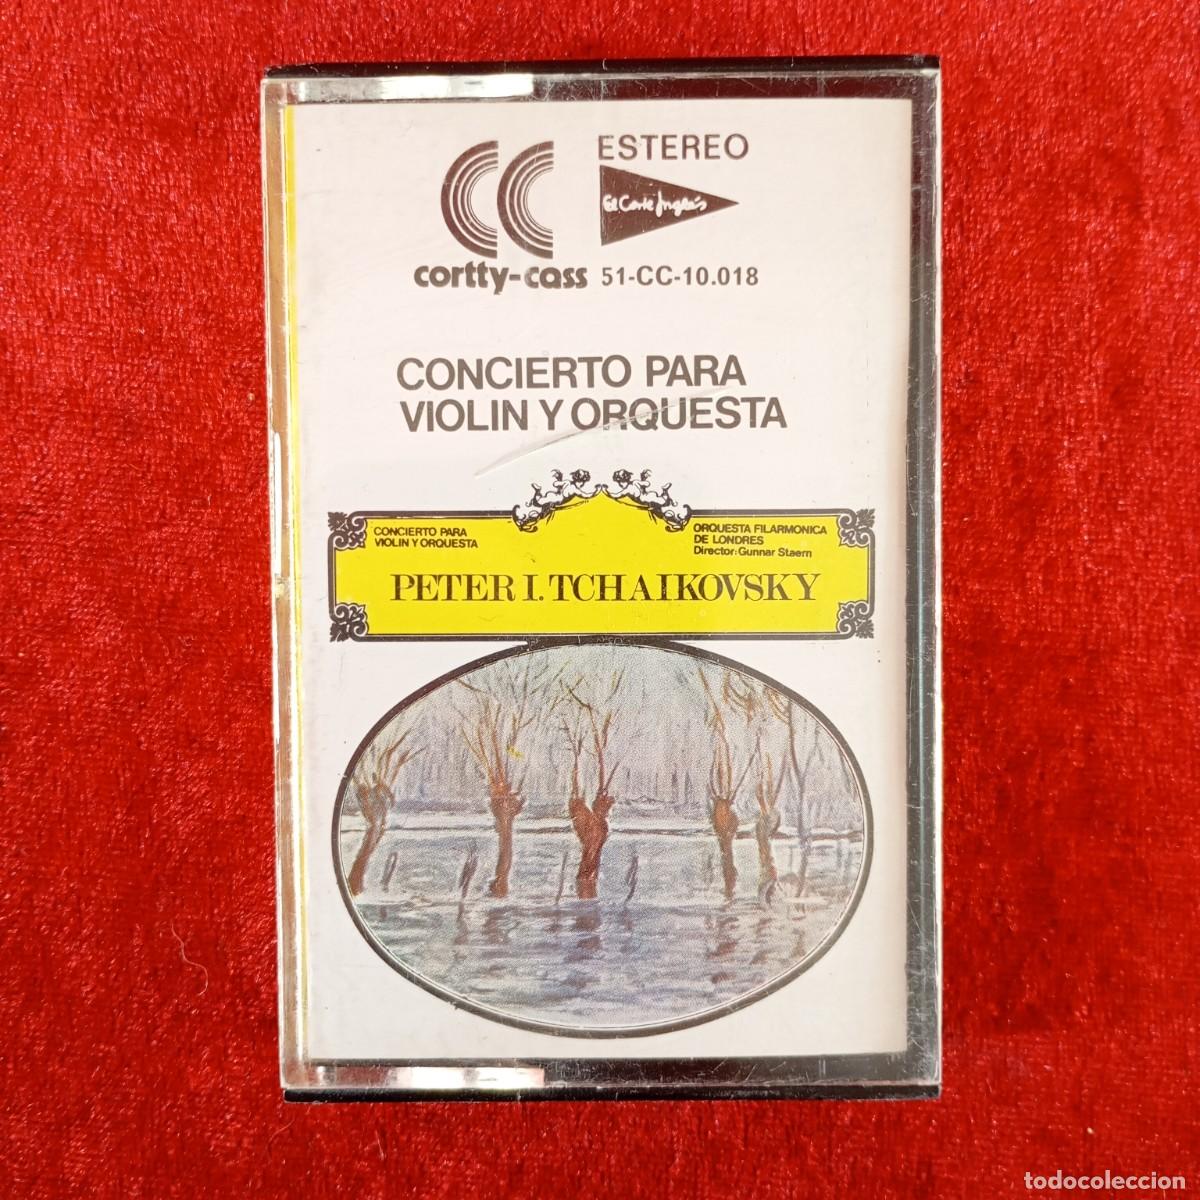 ESTEREO
El Corte Inglés
cortty-cass 51-CC-10.018
CONCIERTO PARA
VIOLIN Y ORQUESTA
CONCIERTO PARA
VIOLIN Y ORQUESTA
ORQUESTA FILARMONICA
DE LONDRES
Director: Gunnar Staern
PETER I. TCHAIKOVSKY
todocoleccion